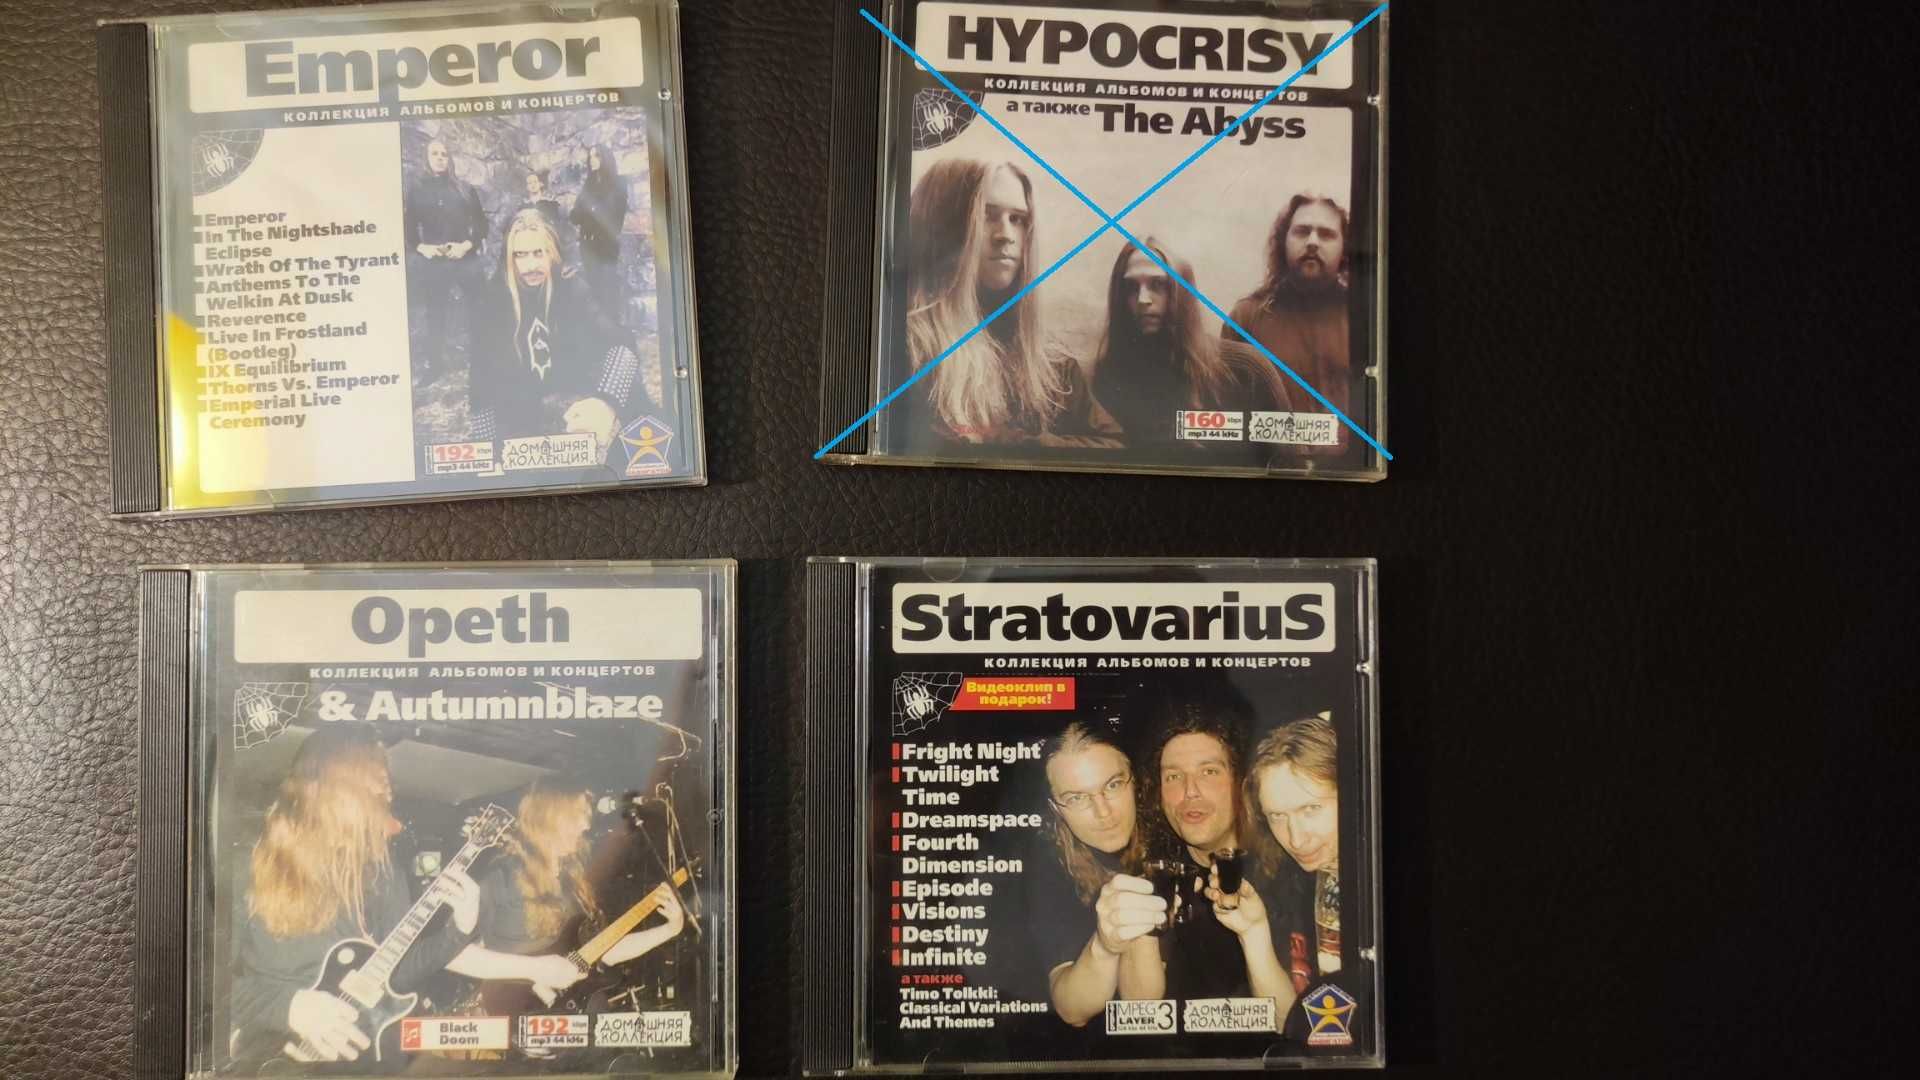 Emperor
КОЛЛЕКЦИЯ АЛЬБОМОВ И КОНЦЕРТОВ
Emperor
In The Nightshade
Eclipse
Wrath Of The Tyrant
Anthems To The
Welkin At Dusk
Reverence
Live In Frostland
(Bootleg)
IX Equilibrium
Thorns Vs. Emperor
Emperial Live
Ceremony
192 kbps
mp3 44 kHz
ДОМАШНЯЯ
КОЛЛЕКЦИЯ
HYPOCRISY
КОЛЛЕКЦИЯ АЛЬБОМОВ И КОНЦЕРТОВ
а также The Abyss
160 kbps
mp3 44 kHz
ДОМАШНЯЯ
КОЛЛЕКЦИЯ
Opeth
КОЛЛЕКЦИЯ АЛЬБОМОВ И КОНЦЕРТОВ
& Autumnblaze
Black
Doom
192 kbps
mp3 44 kHz
ДОМАШНЯЯ
КОЛЛЕКЦИЯ
StratovariuS
КОЛЛЕКЦИЯ АЛЬБОМОВ И КОНЦЕРТОВ
Видеоклип в
подарок!
Fright Night
Twilight
Time
Dreamspace
Fourth
Dimension
Episode
Visions
Destiny
Infinite
а также
Timo Tolkki:
Classical Variations
And Themes
MPEG
LAYER 3
ДОМАШНЯЯ
КОЛЛЕКЦИЯ